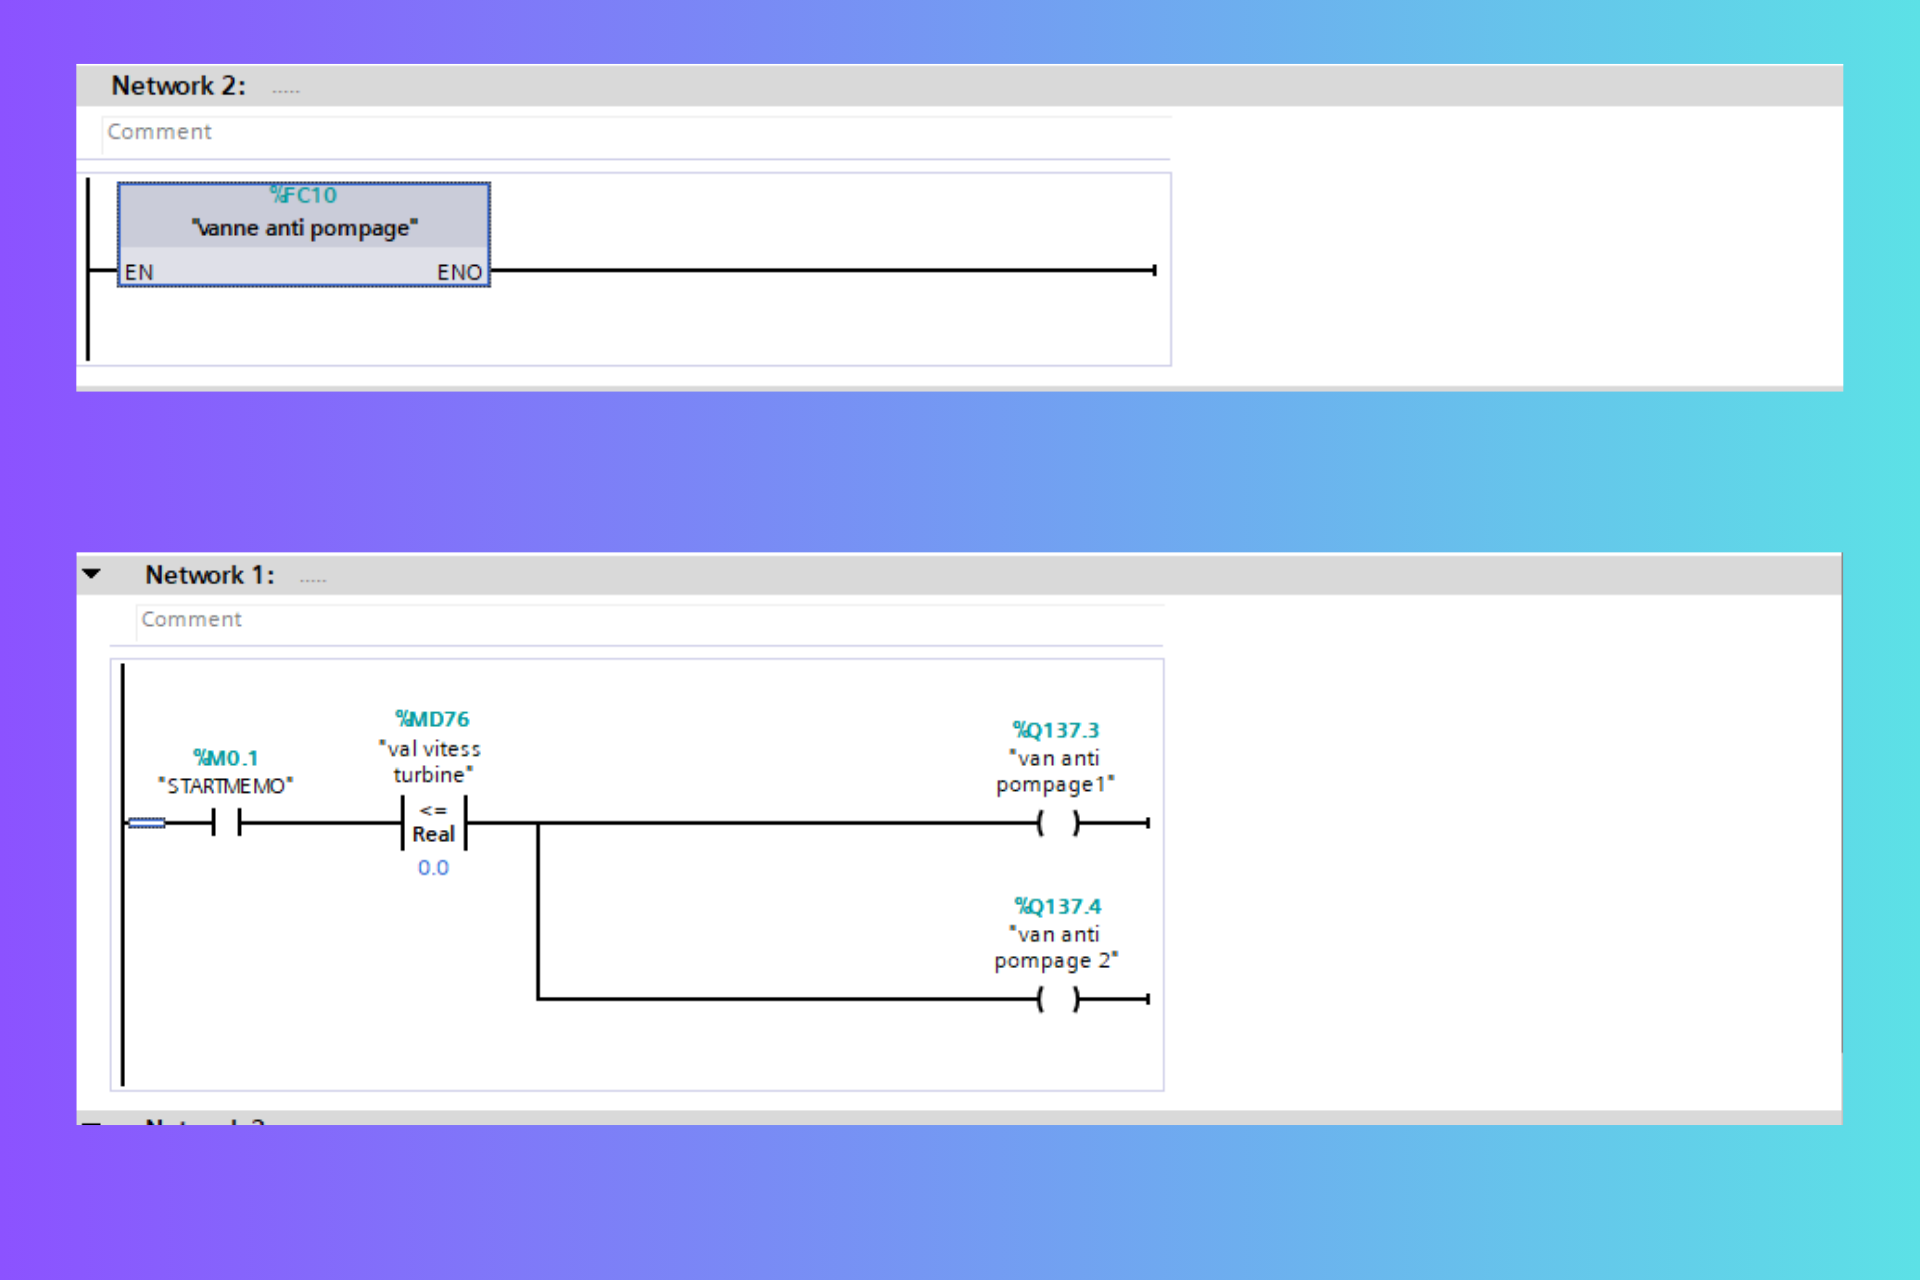 Network 2: .....
Comment
%FC10
"vanne anti pompage"
EN ENO
Network 1: .....
Comment
%MD76
"val vitess
turbine"
%M0.1
"STARTMEMO"
<=
Real
0.0
%Q137.3
"van anti
pompage1"
%Q137.4
"van anti
pompage 2"